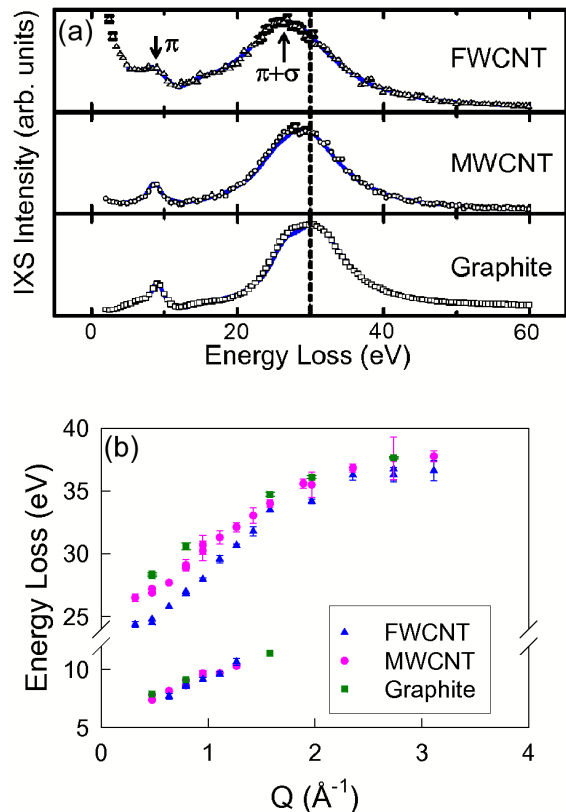 (a)
π
π+σ
FWCNT
MWCNT
Graphite
IXS Intensity (arb. units)
0 20 40 60
Energy Loss (eV)
(b)
40
35
30
25
10
5
Energy Loss (eV)
FWCNT
MWCNT
Graphite
0 1 2 3 4
Q (Å⁻¹)